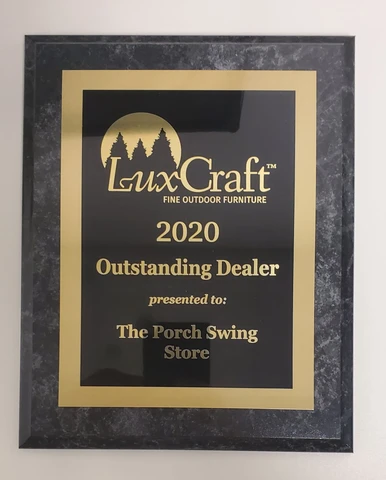 LuxCraft™
FINE OUTDOOR FURNITURE
2020
Outstanding Dealer
presented to:
The Porch Swing
Store